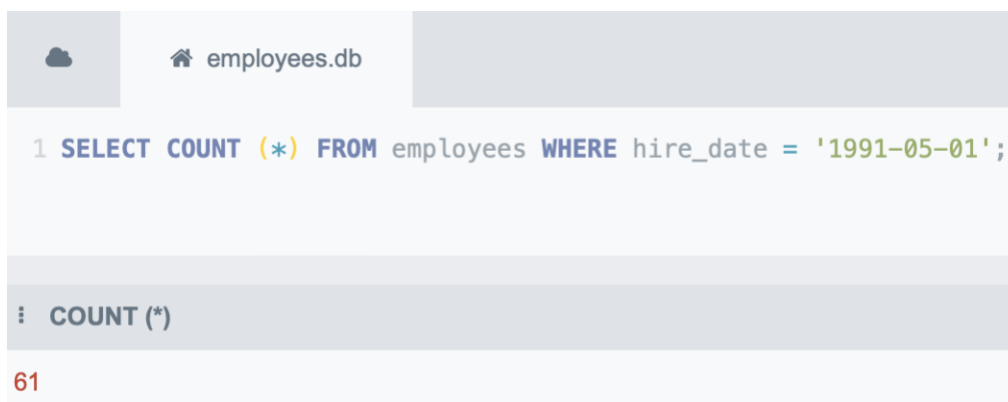 employees.db
1 SELECT COUNT (*) FROM employees WHERE hire_date = '1991-05-01';
COUNT (*)
61